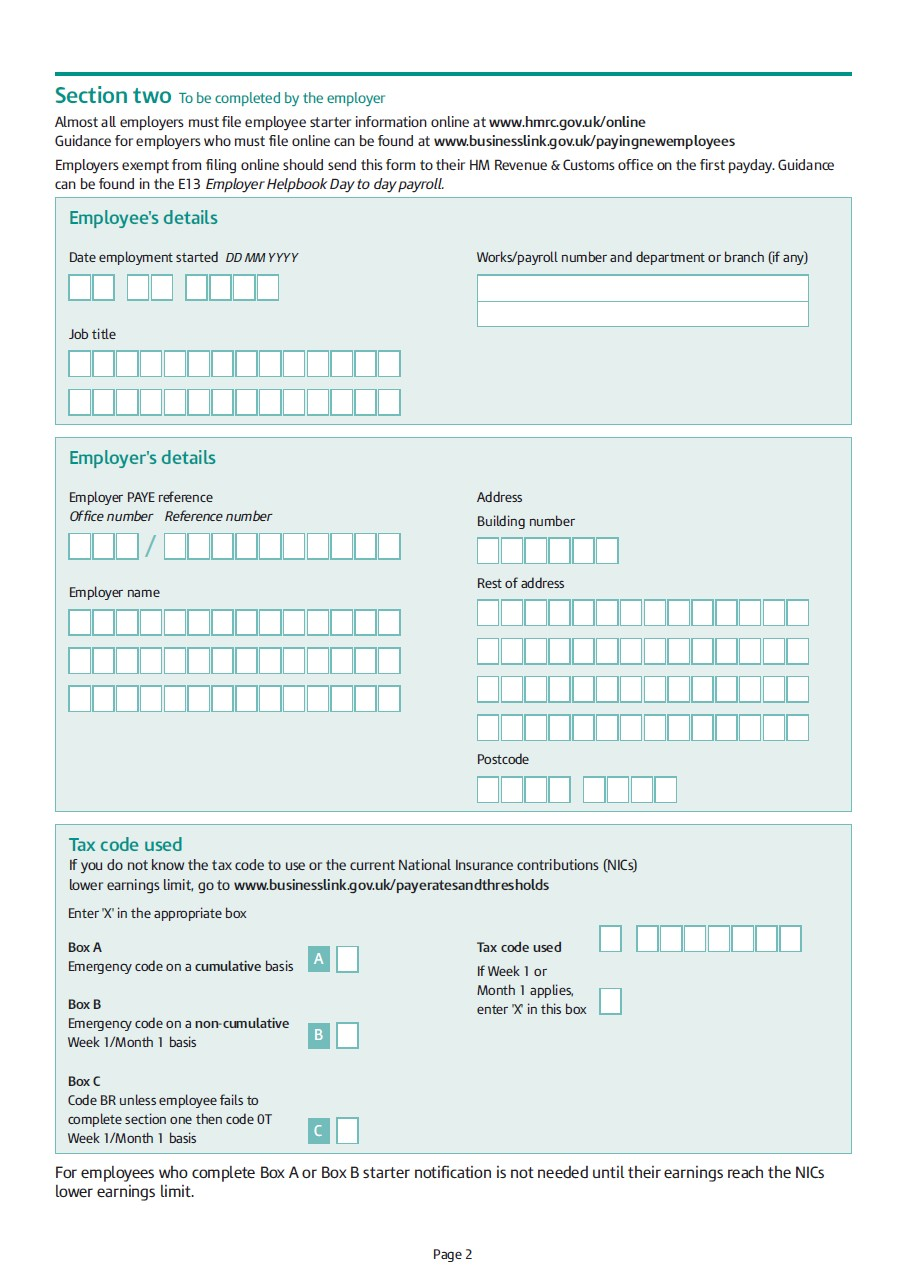 Section two To be completed by the employer
Almost all employers must file employee starter information online at www.hmrc.gov.uk/online
Guidance for employers who must file online can be found at www.businesslink.gov.uk/payingnewemployees
Employers exempt from filing online should send this form to their HM Revenue & Customs office on the first payday. Guidance
can be found in the E13 Employer Helpbook Day to day payroll.
Employee's details
Date employment started DD MM YYYY
Works/payroll number and department or branch (if any)
Job title
Employer's details
Employer PAYE reference
Office number Reference number
/
Employer name
Address
Building number
Rest of address
Postcode
Tax code used
If you do not know the tax code to use or the current National Insurance contributions (NICs)
lower earnings limit, go to www.businesslink.gov.uk/payeratesandthresholds
Enter 'X' in the appropriate box
Box A
Emergency code on a cumulative basis
A
Box B
Emergency code on a non-cumulative
Week 1/Month 1 basis
B
Box C
Code BR unless employee fails to
complete section one then code 0T
Week 1/Month 1 basis
C
Tax code used
If Week 1 or
Month 1 applies,
enter 'X' in this box
For employees who complete Box A or Box B starter notification is not needed until their earnings reach the NICs
lower earnings limit.
Page 2